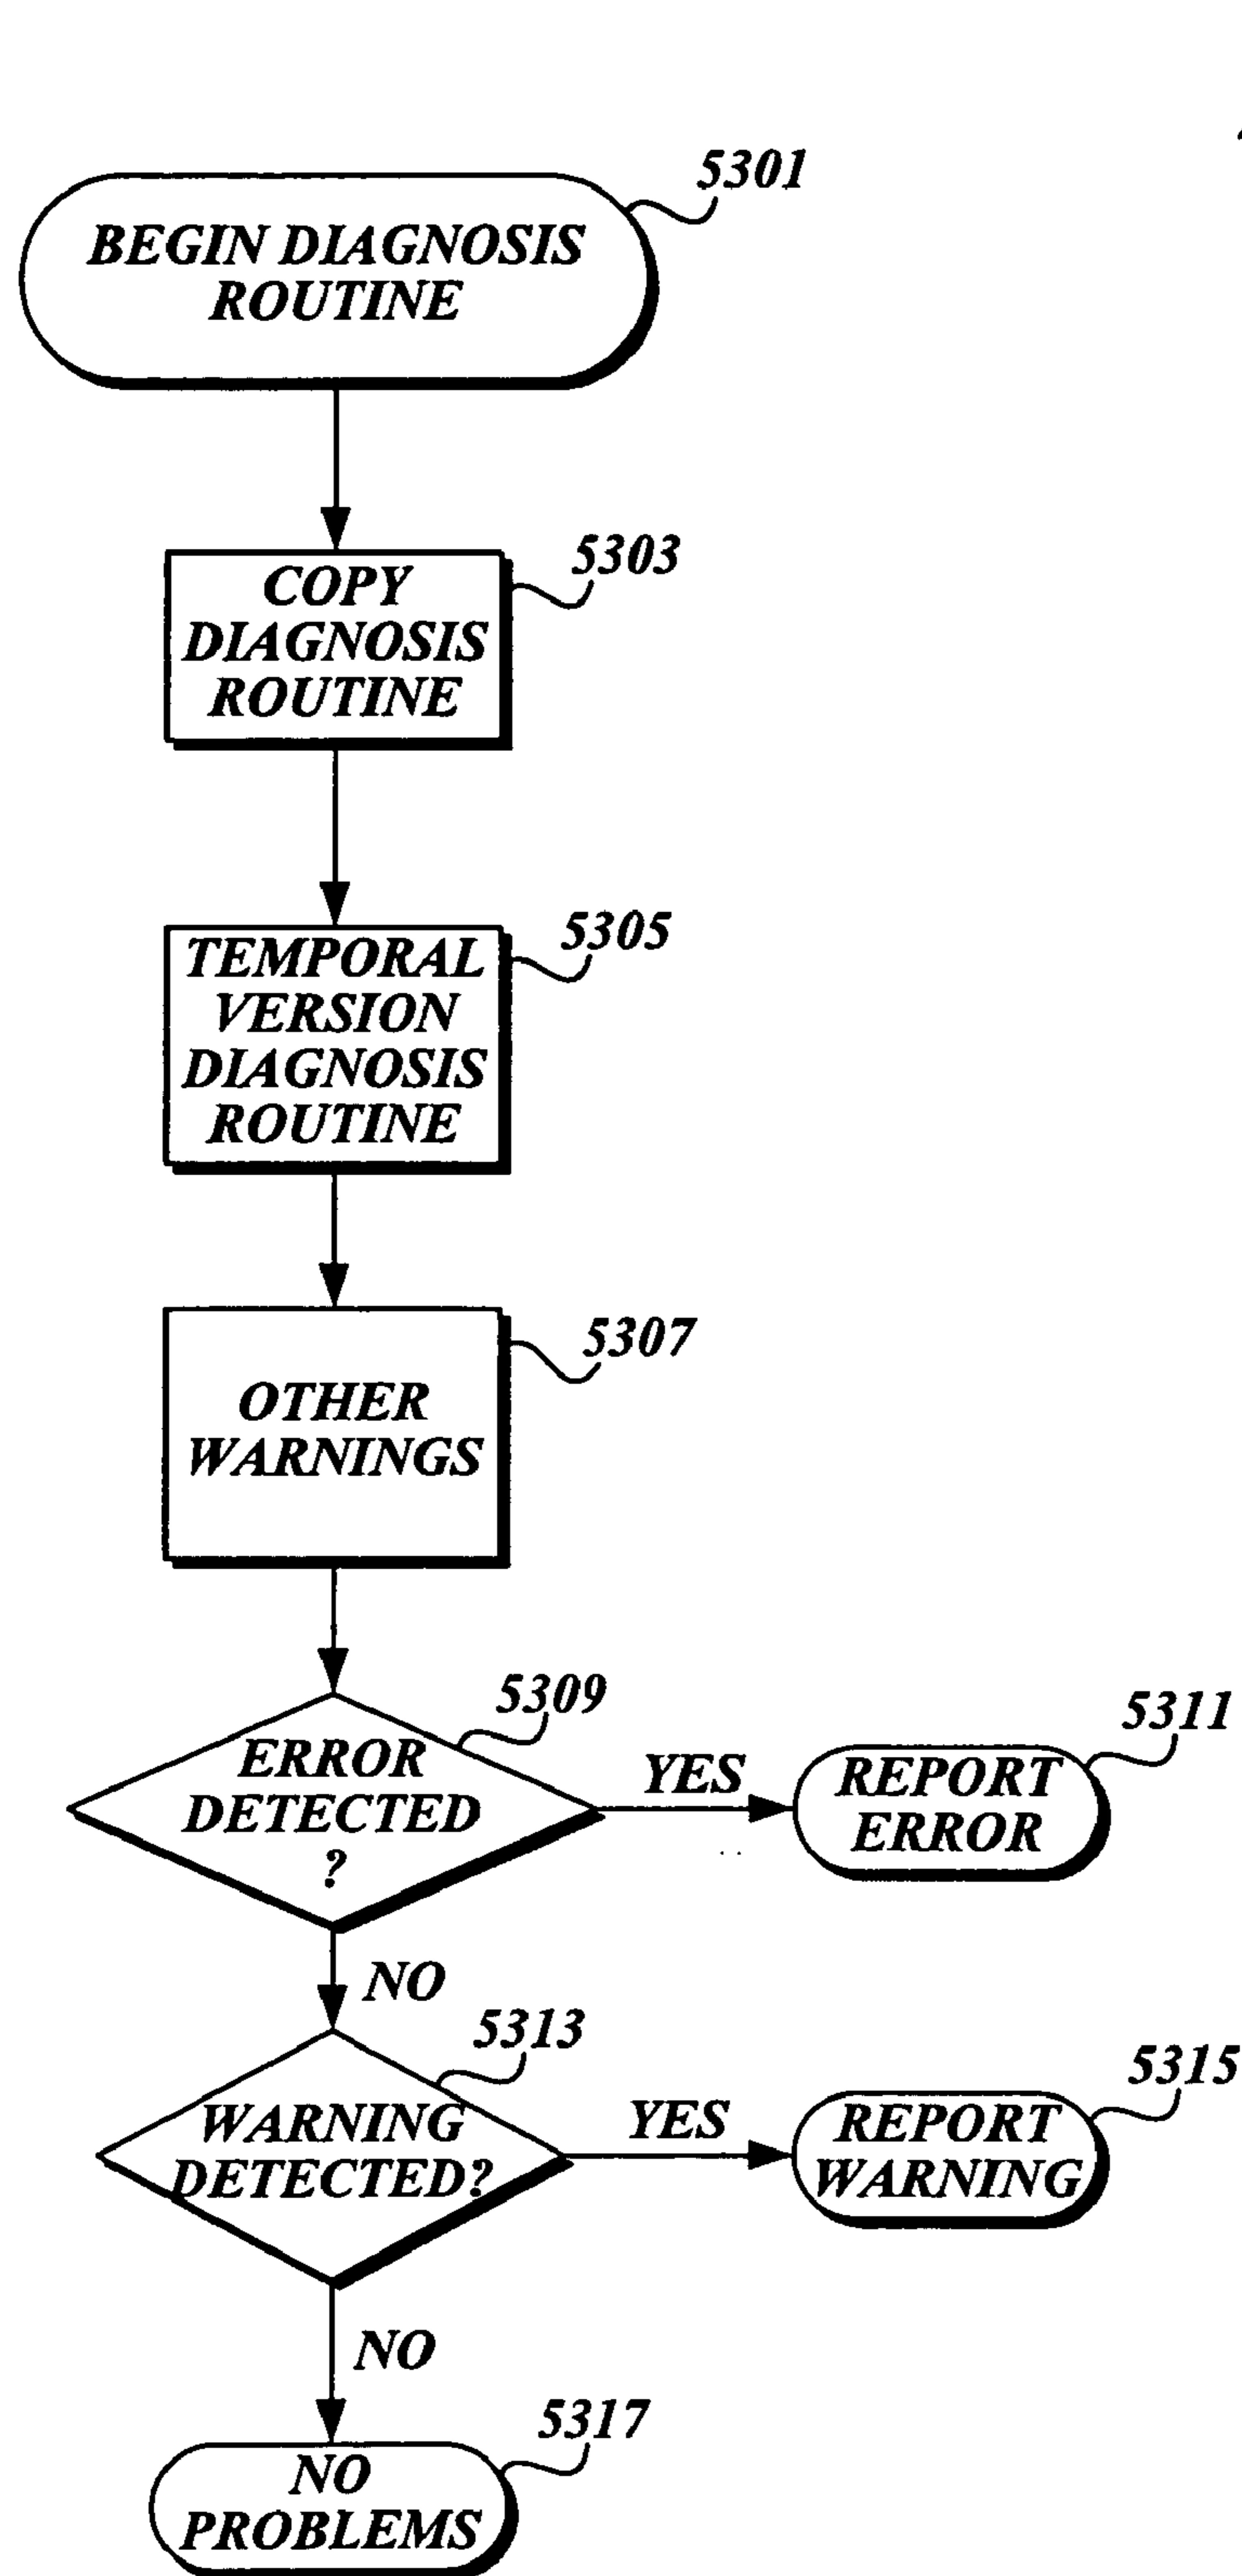 5301
BEGIN DIAGNOSIS
ROUTINE
5303
COPY
DIAGNOSIS
ROUTINE
5305
TEMPORAL
VERSION
DIAGNOSIS
ROUTINE
5307
OTHER
WARNINGS
5309
ERROR
DETECTED
?
YES
5311
REPORT
ERROR
NO
5313
WARNING
DETECTED?
YES
5315
REPORT
WARNING
NO
5317
NO
PROBLEMS